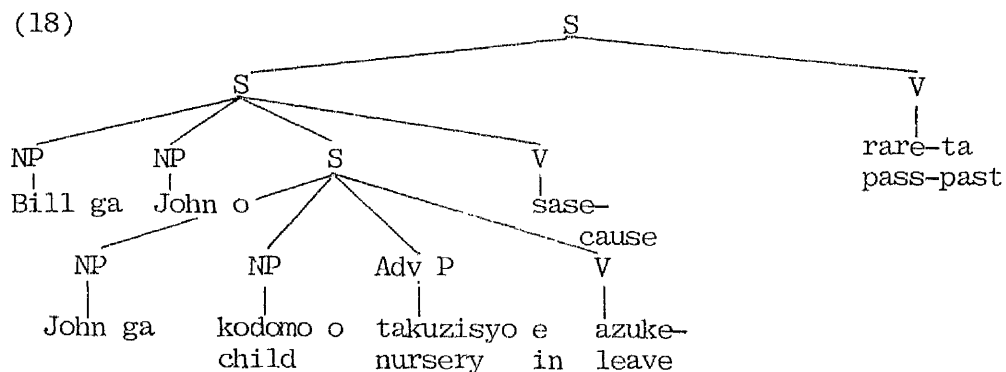 (18)
S
S V
rare-ta
NP NP S V pass-past
Bill ga John o sase-
cause
NP NP Adv P V
John ga kodomo o takuzisyo e azuke-
child nursery in leave